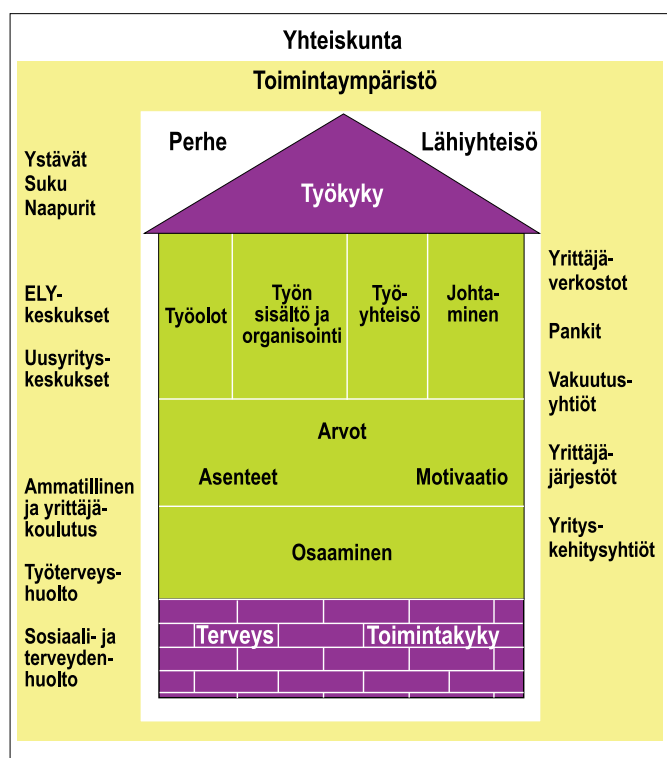 Yhteiskunta
Toimintaympäristö
Perhe
Lähiyhteisö
Ystävät
Suku
Naapurit
Työkyky
ELY-
keskukset
Uusyritys-
keskukset
Työolot
Työn
sisältö ja
organisointi
Työ-
yhteisö
Johta-
minen
Yrittäjä-
verkostot
Pankit
Vakuutus-
yhtiöt
Arvot
Asenteet
Motivaatio
Yrittäjä-
järjestöt
Ammatillinen
ja yrittäjä-
koulutus
Osaaminen
Yritys-
kehitysyhtiöt
Työterveys-
huolto
Sosiaali- ja
terveyden-
huolto
Terveys
Toimintakyky